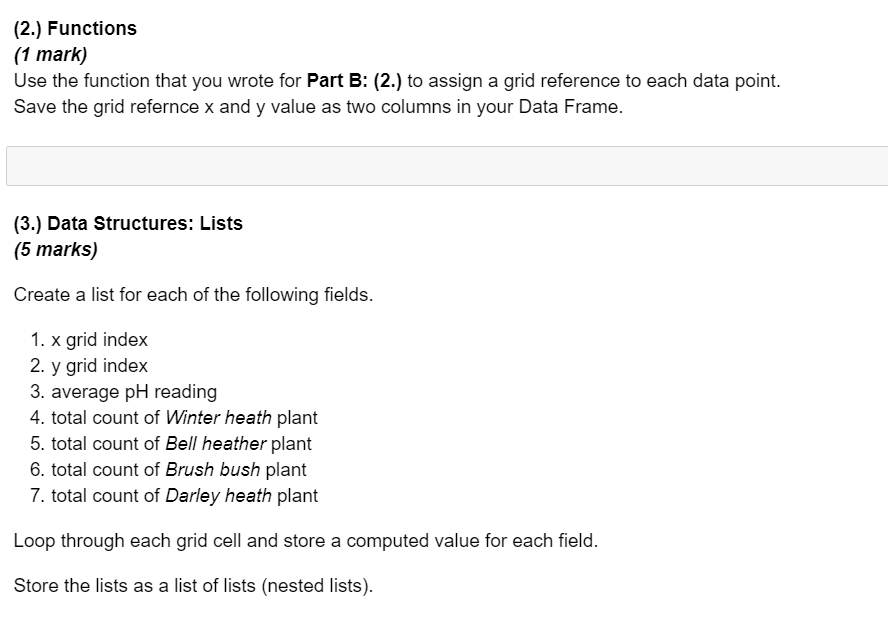 (2.) Functions
(1 mark)
Use the function that you wrote for Part B: (2.) to assign a grid reference to each data point.
Save the grid refernce x and y value as two columns in your Data Frame.
(3.) Data Structures: Lists
(5 marks)
Create a list for each of the following fields.
1. x grid index
2. y grid index
3. average pH reading
4. total count of Winter heath plant
5. total count of Bell heather plant
6. total count of Brush bush plant
7. total count of Darley heath plant
Loop through each grid cell and store a computed value for each field.
Store the lists as a list of lists (nested lists).